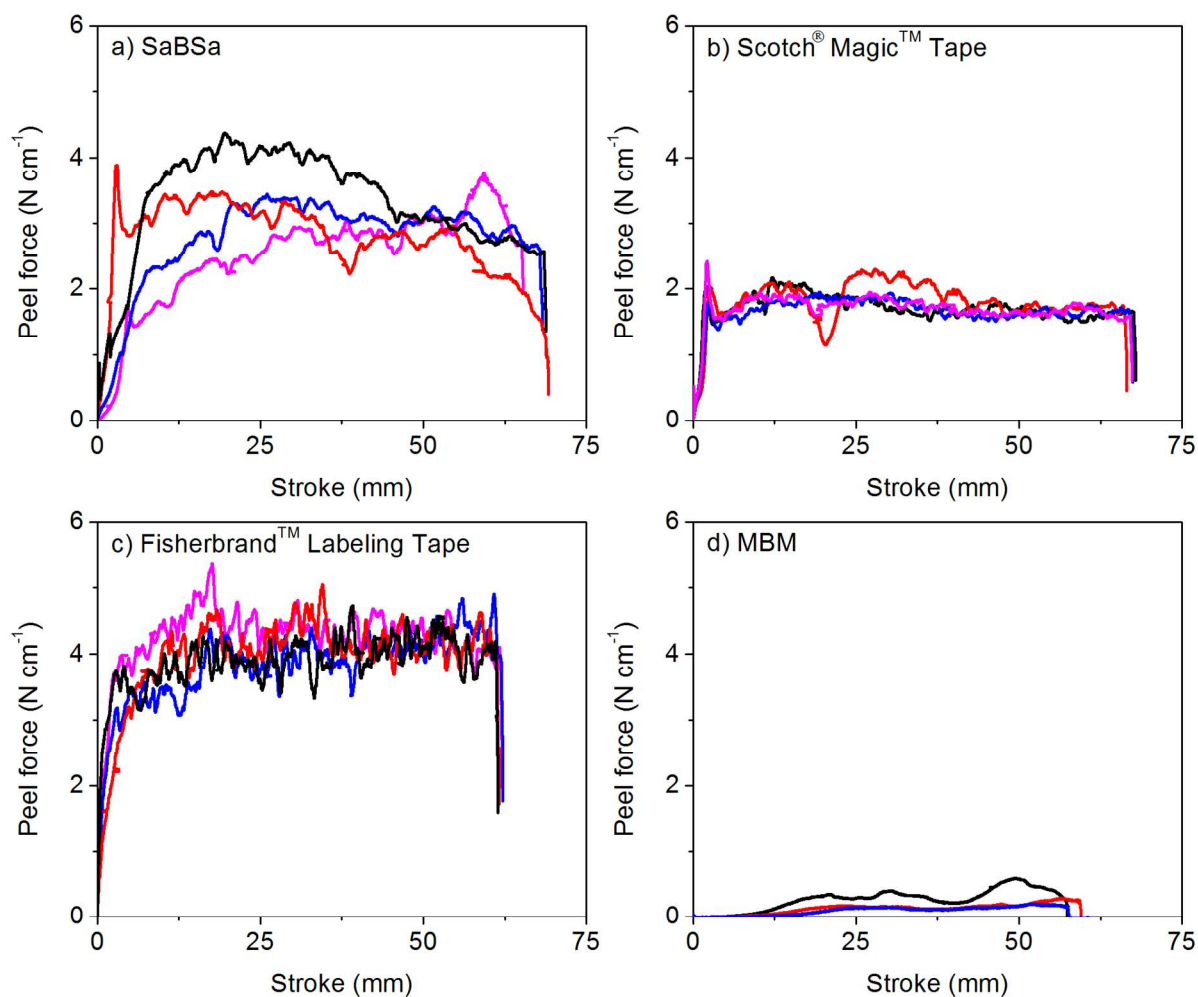 a) SaBSa
6
4
2
0
0
25
50
75
Peel force (N cm⁻¹)
Stroke (mm)
b) Scotch® Magic™ Tape
6
4
2
0
0
25
50
75
Peel force (N cm⁻¹)
Stroke (mm)
c) Fisherbrand™ Labeling Tape
6
4
2
0
0
25
50
75
Peel force (N cm⁻¹)
Stroke (mm)
d) MBM
6
4
2
0
0
25
50
75
Peel force (N cm⁻¹)
Stroke (mm)